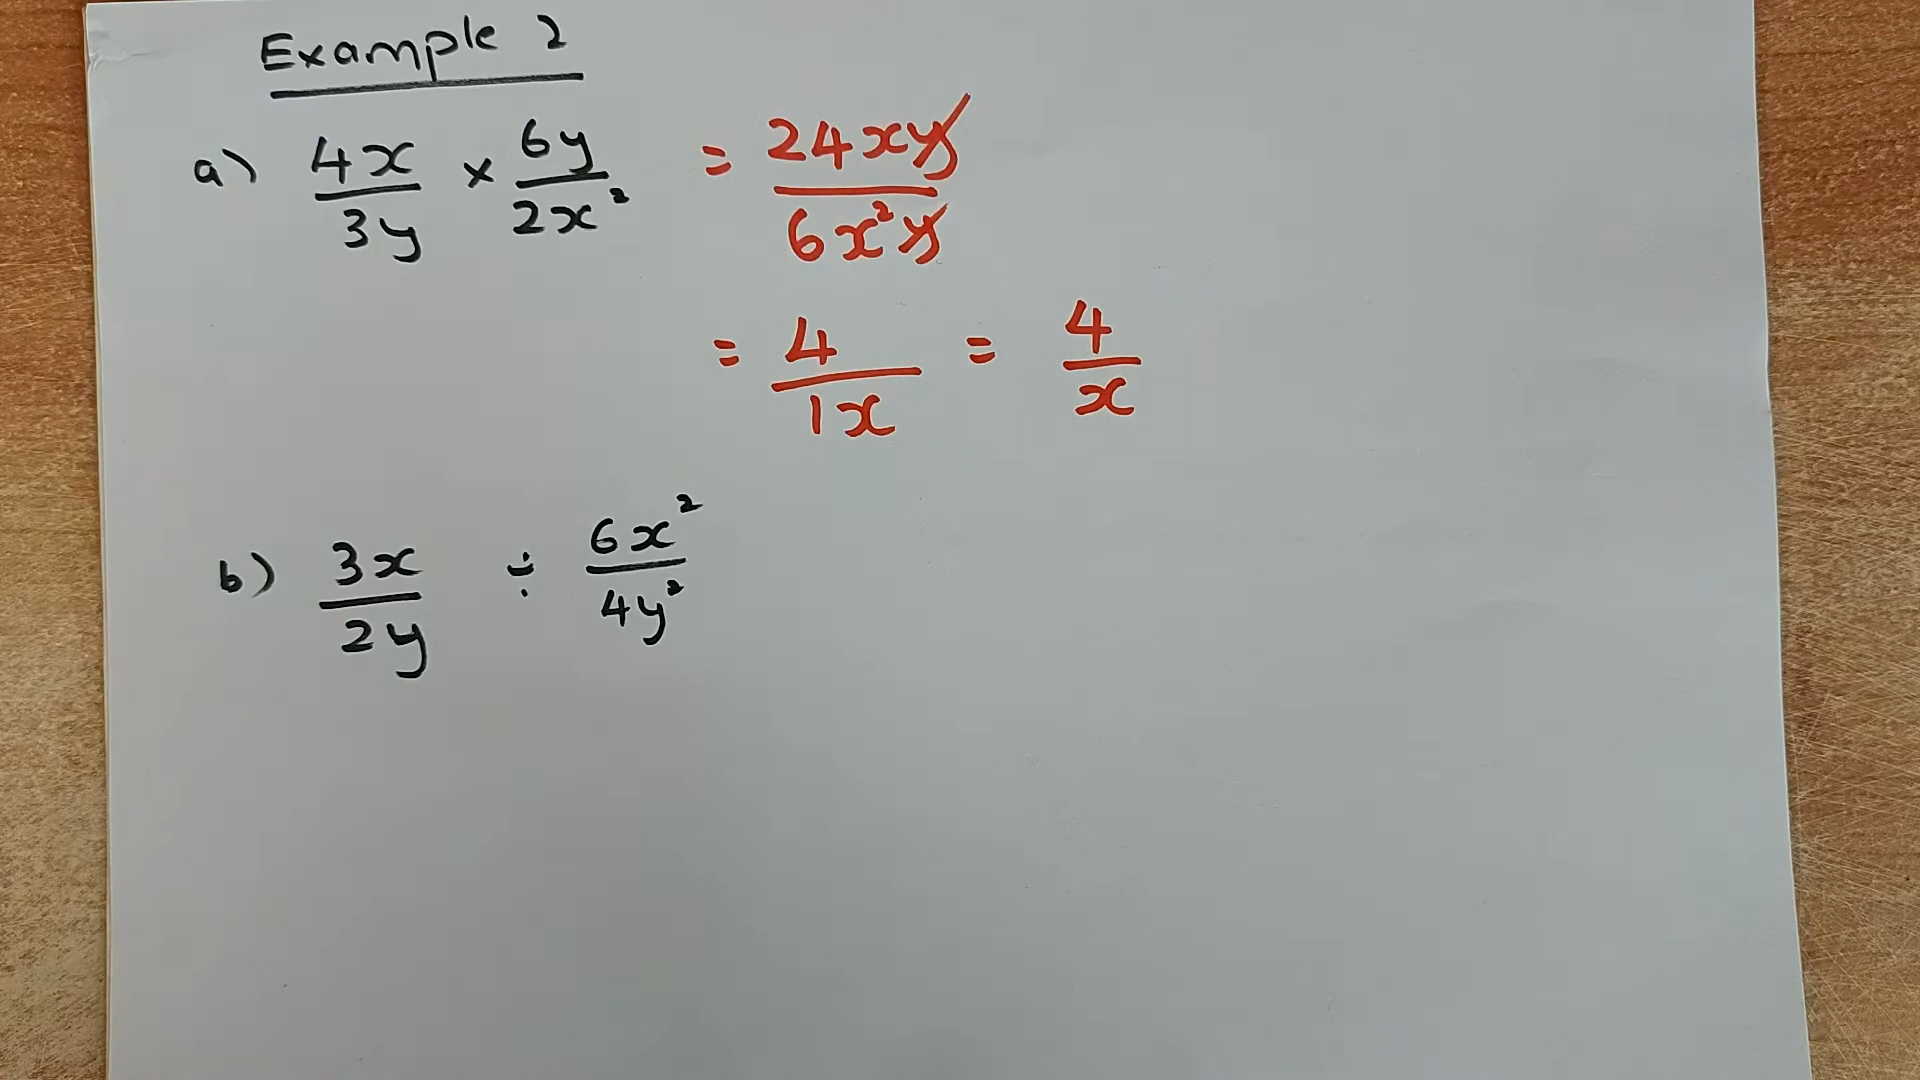 Example 2
a) 4x/3y × 6y/2x² = 24xy/6x²y
= 4/1x = 4/x
b) 3x/2y ÷ 6x²/4y²